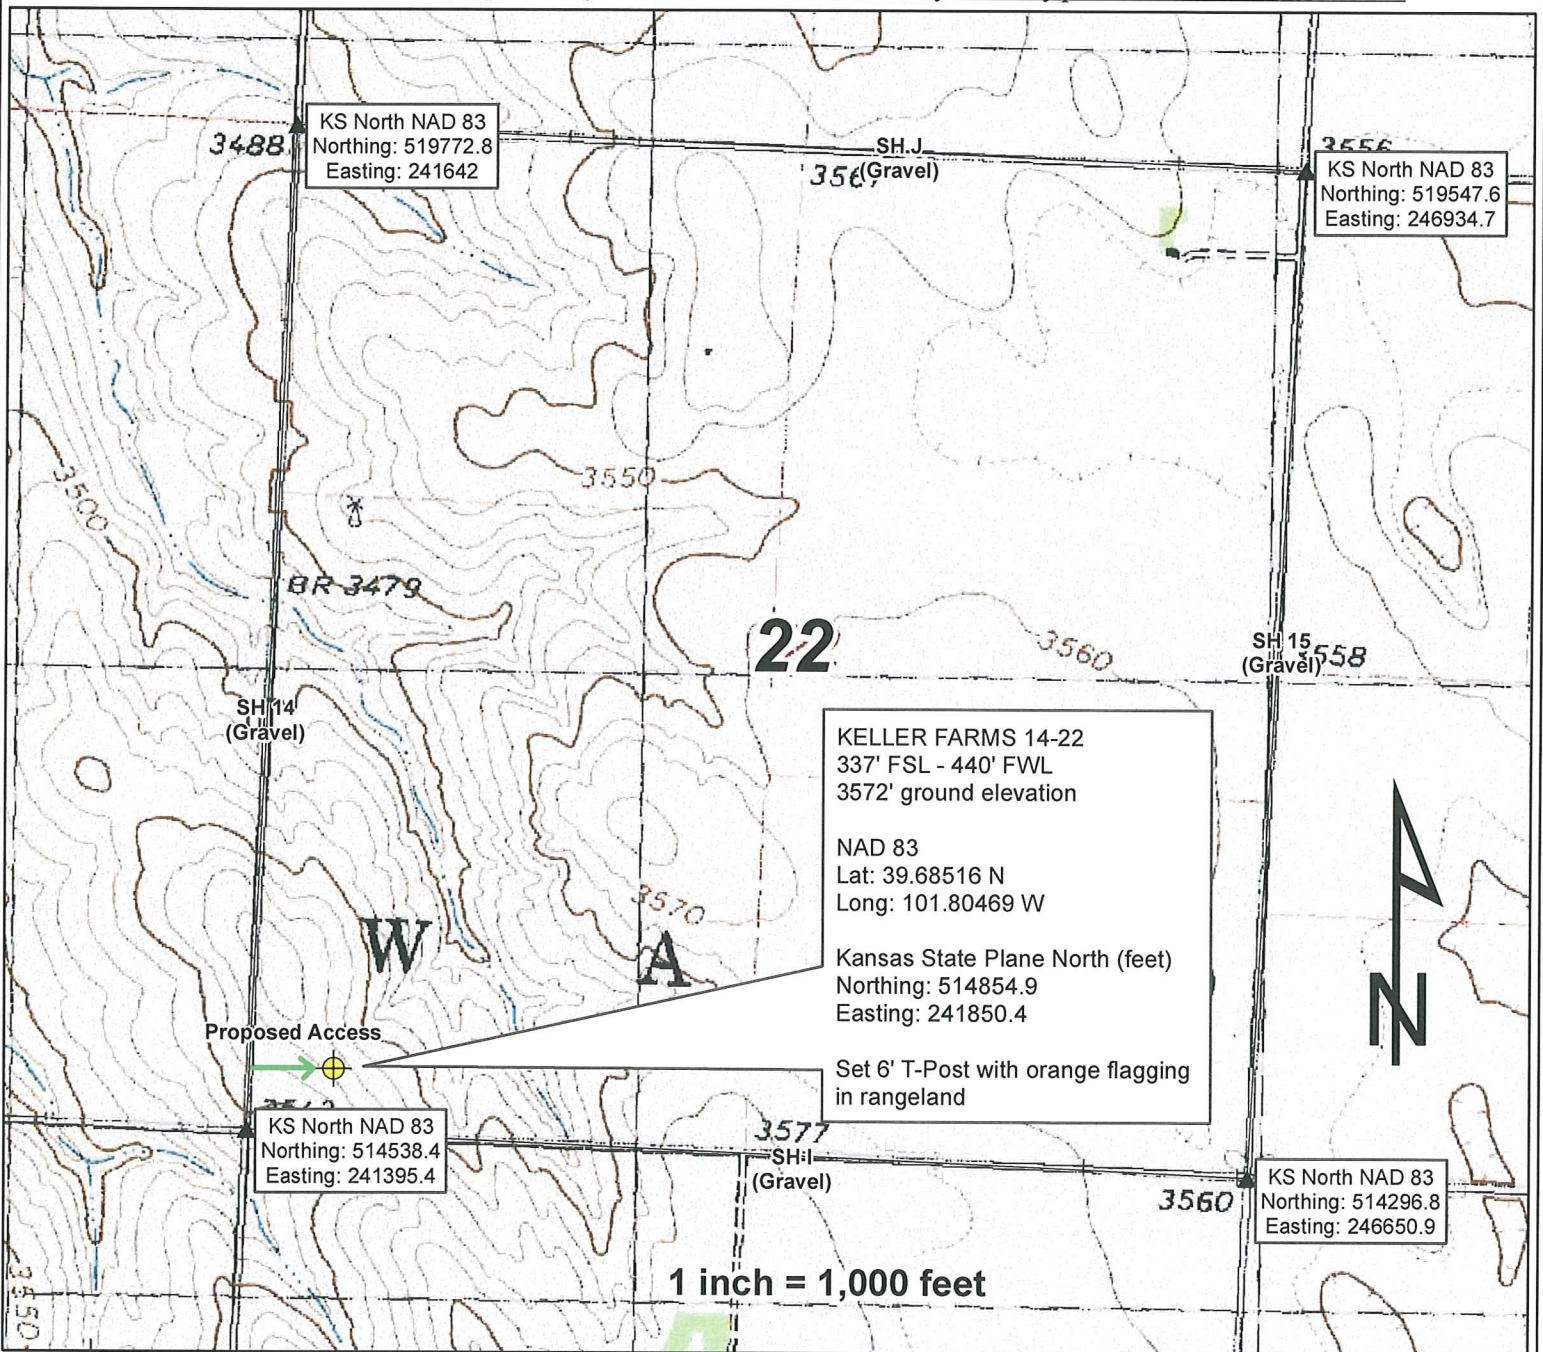 KS North NAD 83
Northing: 519772.8
Easting: 241642
3488
SH J
(Gravel)
3556
KS North NAD 83
Northing: 519547.6
Easting: 246934.7
3550
3500
BR 3479
22
3560
SH 15
(Gravel)
3558
SH 14
(Gravel)
KELLER FARMS 14-22
337' FSL - 440' FWL
3572' ground elevation
NAD 83
Lat: 39.68516 N
Long: 101.80469 W
Kansas State Plane North (feet)
Northing: 514854.9
Easting: 241850.4
Set 6' T-Post with orange flagging
in rangeland
3570
W
A
N
Proposed Access
KS North NAD 83
Northing: 514538.4
Easting: 241395.4
3577
SH I
(Gravel)
3560
KS North NAD 83
Northing: 514296.8
Easting: 246650.9
3550
1 inch = 1,000 feet